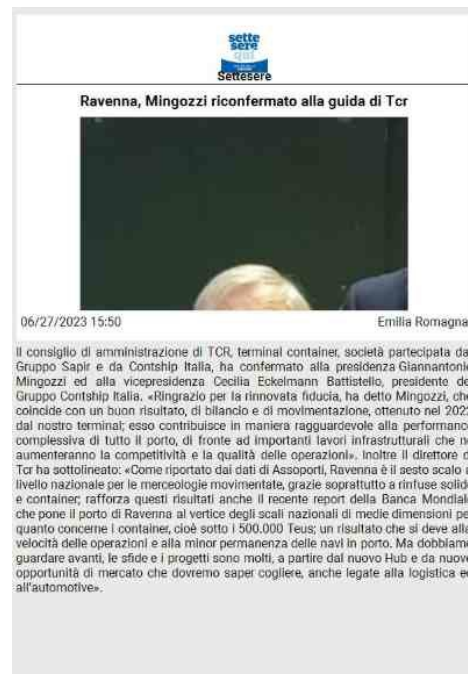 sette
sere
qui
Settesere
Ravenna, Mingozzi riconfermato alla guida di Tcr
06/27/2023 15:50
Emilia Romagna
Il consiglio di amministrazione di TCR, terminal container, società partecipata da
Gruppo Sapir e da Contship Italia, ha confermato alla presidenza Giannantoni
Mingozzi ed alla vicepresidenza Cecilia Eckelmann Battistello, presidente de
Gruppo Contship Italia. «Ringrazio per la rinnovata fiducia, ha detto Mingozzi, che
coincide con un buon risultato, di bilancio e di movimentazione, ottenuto nel 2022
dal nostro terminal; esso contribuisce in maniera ragguardevole alla performance
complessiva di tutto il porto, di fronte ad importanti lavori infrastrutturali che ne
aumenteranno la competitività e la qualità delle operazioni». Inoltre il direttore d
Tcr ha sottolineato: «Come riportato dai dati di Assoporti, Ravenna è il sesto scalo a
livello nazionale per le merceologie movimentate, grazie soprattutto a rinfuse solide
e container; rafforza questi risultati anche il recente report della Banca Mondiale
che pone il porto di Ravenna al vertice degli scali nazionali di medie dimensioni pe
quanto concerne i container, cioè sotto i 500.000 Teus; un risultato che si deve alla
velocità delle operazioni e alla minor permanenza delle navi in porto. Ma dobbiamo
guardare avanti, le sfide e i progetti sono molti, a partire dal nuovo Hub e da nuove
opportunità di mercato che dovremo saper cogliere, anche legate alla logistica ed
all'automotive».